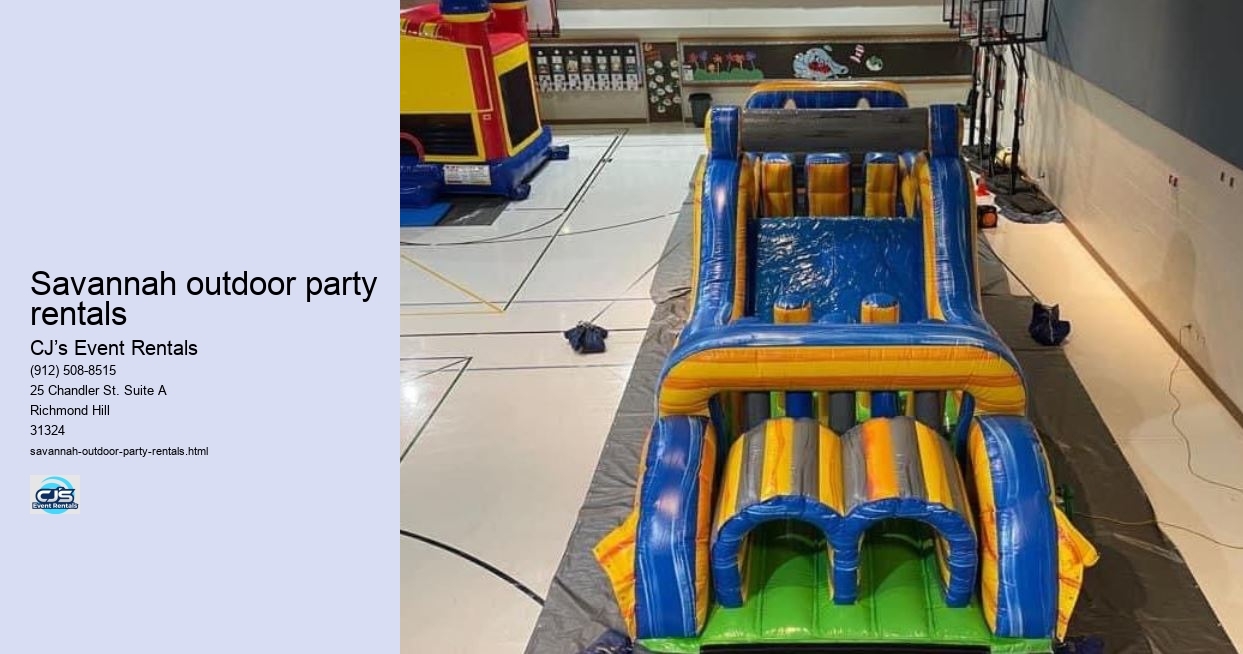 Savannah outdoor party
rentals
CJ’s Event Rentals
(912) 508-8515
25 Chandler St. Suite A
Richmond Hill
31324
savannah-outdoor-party-rentals.html
CJ'S
Event Rentals